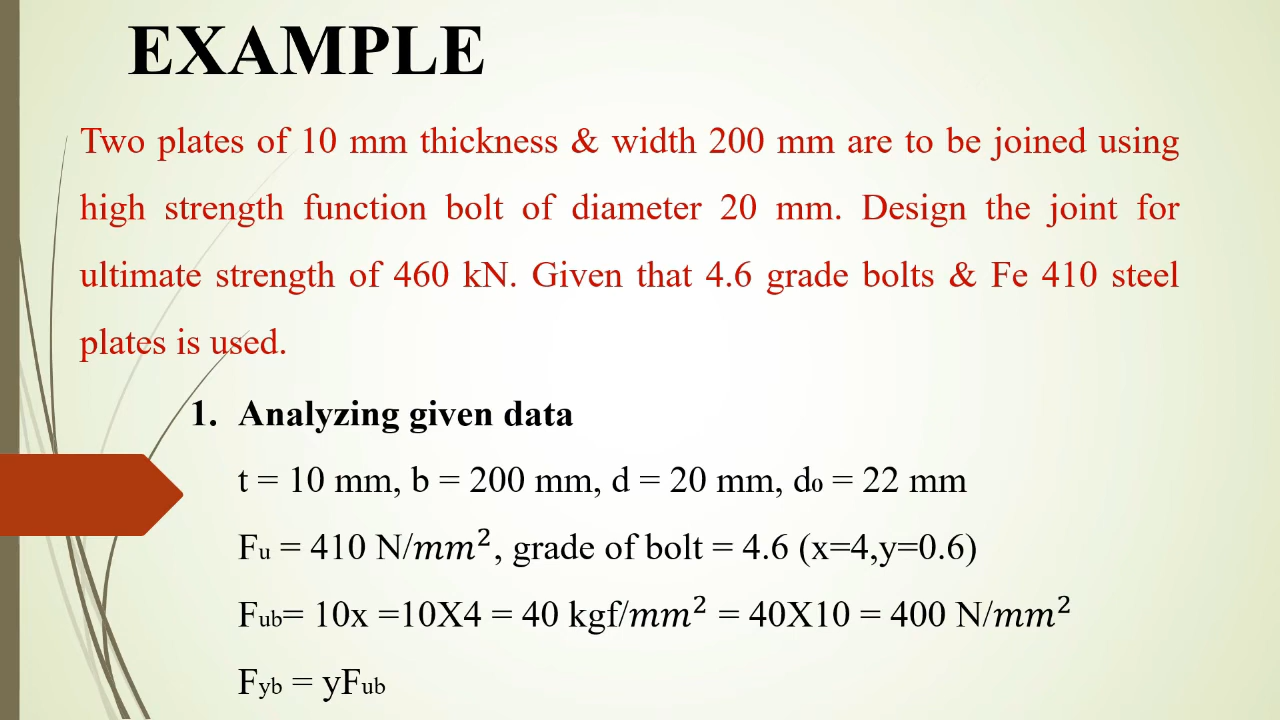 EXAMPLE
Two plates of 10 mm thickness & width 200 mm are to be joined using
high strength function bolt of diameter 20 mm. Design the joint for
ultimate strength of 460 kN. Given that 4.6 grade bolts & Fe 410 steel
plates is used.
1. Analyzing given data
t = 10 mm, b = 200 mm, d = 20 mm, d₀ = 22 mm
Fu = 410 N/mm², grade of bolt = 4.6 (x=4,y=0.6)
Fub= 10x =10X4 = 40 kgf/mm² = 40X10 = 400 N/mm²
Fyb = yFub